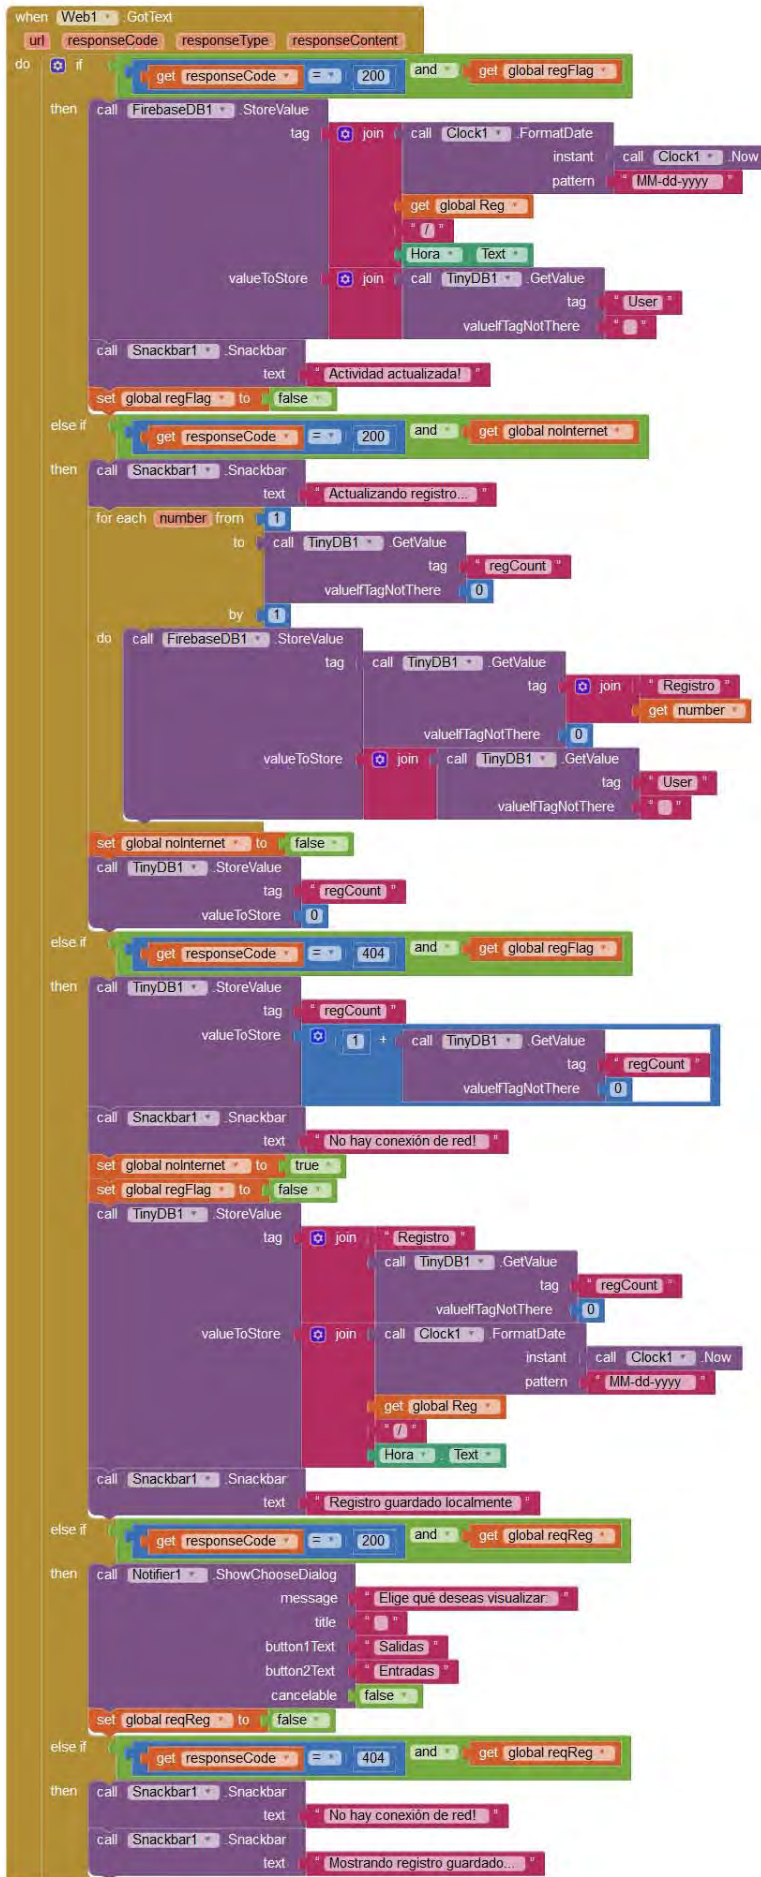 when Web1 .GotText
url responseCode responseType responseContent
do if get responseCode = 200 and get global regFlag
then call FirebaseDB1 .StoreValue
tag join call Clock1 .FormatDate
instant call Clock1 .Now
pattern " MM-dd-yyyy "
get global Reg
" / "
Hora . Text
valueToStore join call TinyDB1 .GetValue
tag " User "
valueIfTagNotThere " "
call Snackbar1 .Snackbar
text " Actividad actualizada! "
set global regFlag to false
else if get responseCode = 200 and get global noInternet
then call Snackbar1 .Snackbar
text " Actualizando registro... "
for each number from 1
to call TinyDB1 .GetValue
tag " regCount "
valueIfTagNotThere 0
by 1
do call FirebaseDB1 .StoreValue
tag call TinyDB1 .GetValue
tag join " Registro "
get number
valueIfTagNotThere 0
valueToStore join call TinyDB1 .GetValue
tag " User "
valueIfTagNotThere " "
set global noInternet to false
call TinyDB1 .StoreValue
tag " regCount "
valueToStore 0
else if get responseCode = 404 and get global regFlag
then call TinyDB1 .StoreValue
tag " regCount "
valueToStore 1 + call TinyDB1 .GetValue
tag " regCount "
valueIfTagNotThere 0
call Snackbar1 .Snackbar
text " No hay conexión de red! "
set global noInternet to true
set global regFlag to false
call TinyDB1 .StoreValue
tag join " Registro "
call TinyDB1 .GetValue
tag " regCount "
valueIfTagNotThere 0
valueToStore join call Clock1 .FormatDate
instant call Clock1 .Now
pattern " MM-dd-yyyy "
get global Reg
" / "
Hora . Text
call Snackbar1 .Snackbar
text " Registro guardado localmente "
else if get responseCode = 200 and get global reqReg
then call Notifier1 .ShowChooseDialog
message " Elige qué deseas visualizar: "
title " "
button1Text " Salidas "
button2Text " Entradas "
cancelable false
set global reqReg to false
else if get responseCode = 404 and get global reqReg
then call Snackbar1 .Snackbar
text " No hay conexión de red! "
call Snackbar1 .Snackbar
text " Mostrando registro guardado... "